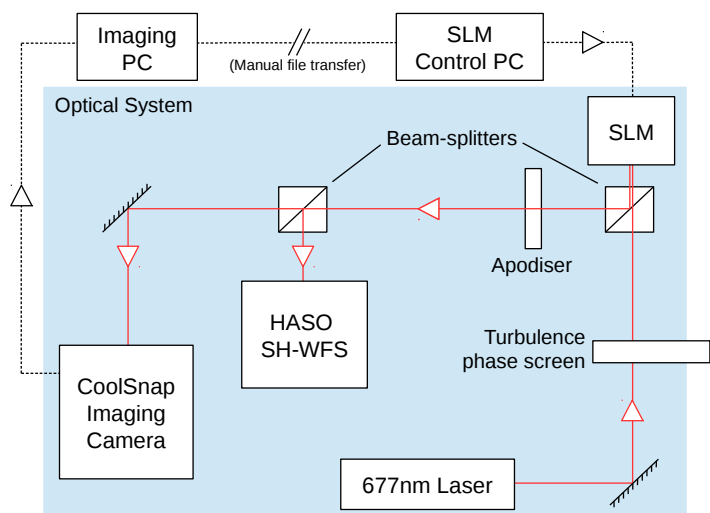 Imaging
PC
(Manual file transfer)
SLM
Control PC
Optical System
SLM
Beam-splitters
Apodiser
HASO
SH-WFS
Turbulence
phase screen
CoolSnap
Imaging
Camera
677nm Laser